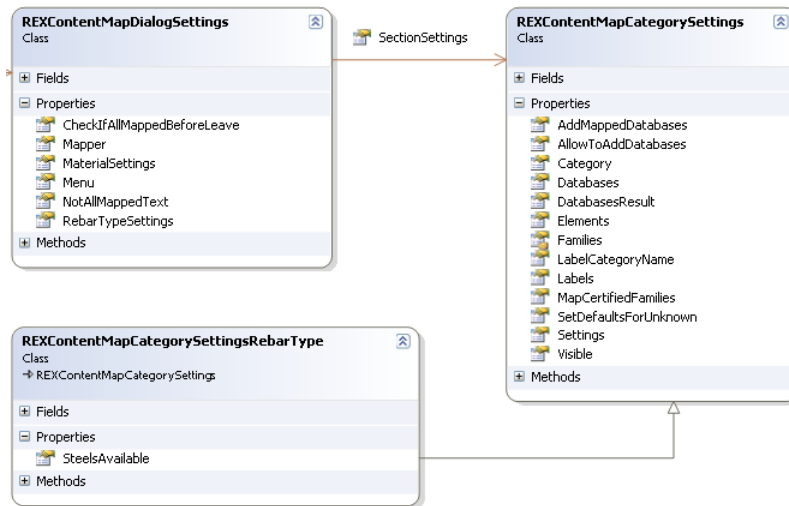 REXContentMapDialogSettings
Class
Fields
Properties
CheckIfAllMappedBeforeLeave
Mapper
MaterialSettings
Menu
NotAllMappedText
RebarTypeSettings
Methods
SectionSettings
REXContentMapCategorySettings
Class
Fields
Properties
AddMappedDatabases
AllowToAddDatabases
Category
Databases
DatabasesResult
Elements
Families
LabelCategoryName
Labels
MapCertifiedFamilies
SetDefaultsForUnknown
Settings
Visible
Methods
REXContentMapCategorySettingsRebarType
Class
REXContentMapCategorySettings
Fields
Properties
SteelsAvailable
Methods